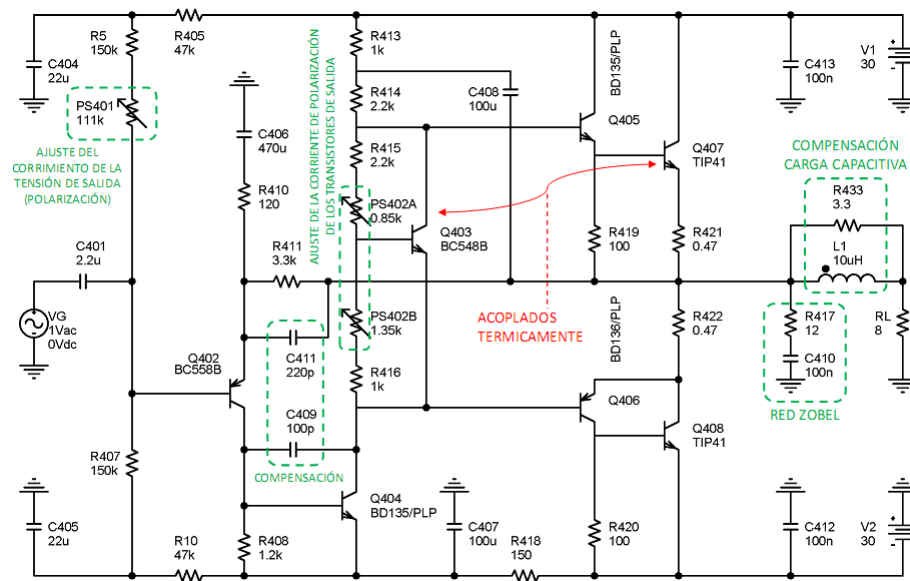 R5
150k
R405
47k
R413
1k
C404
22u
PS401
111k
AJUSTE DEL
CORRIMIENTO DE LA
TENSIÓN DE SALIDA
(POLARIZACIÓN)
C406
470u
R410
120
R411
3.3k
AJUSTE DE LA CORRIENTE DE POLARIZACIÓN
DE LOS TRANSISTORES DE SALIDA
R414
2.2k
R415
2.2k
C408
100u
PS402A
0.85k
Q403
BC548B
PS402B
1.35k
R416
1k
BD135/PLP
Q405
Q407
TIP41
C413
100n
V1
30
COMPENSACIÓN
CARGA CAPACITIVA
R433
3.3
L1
10uH
R419
100
R421
0.47
ACOPLADOS
TERMICAMENTE
BD136/PLP
R422
0.47
R417
12
C410
100n
RL
8
RED ZOBEL
C401
2.2u
VG
1Vac
0Vdc
Q402
BC558B
C411
220p
C409
100p
COMPENSACIÓN
Q406
Q408
TIP41
R407
150k
Q404
BD135/PLP
C405
22u
R10
47k
R408
1.2k
C407
100u
R418
150
R420
100
C412
100n
V2
30